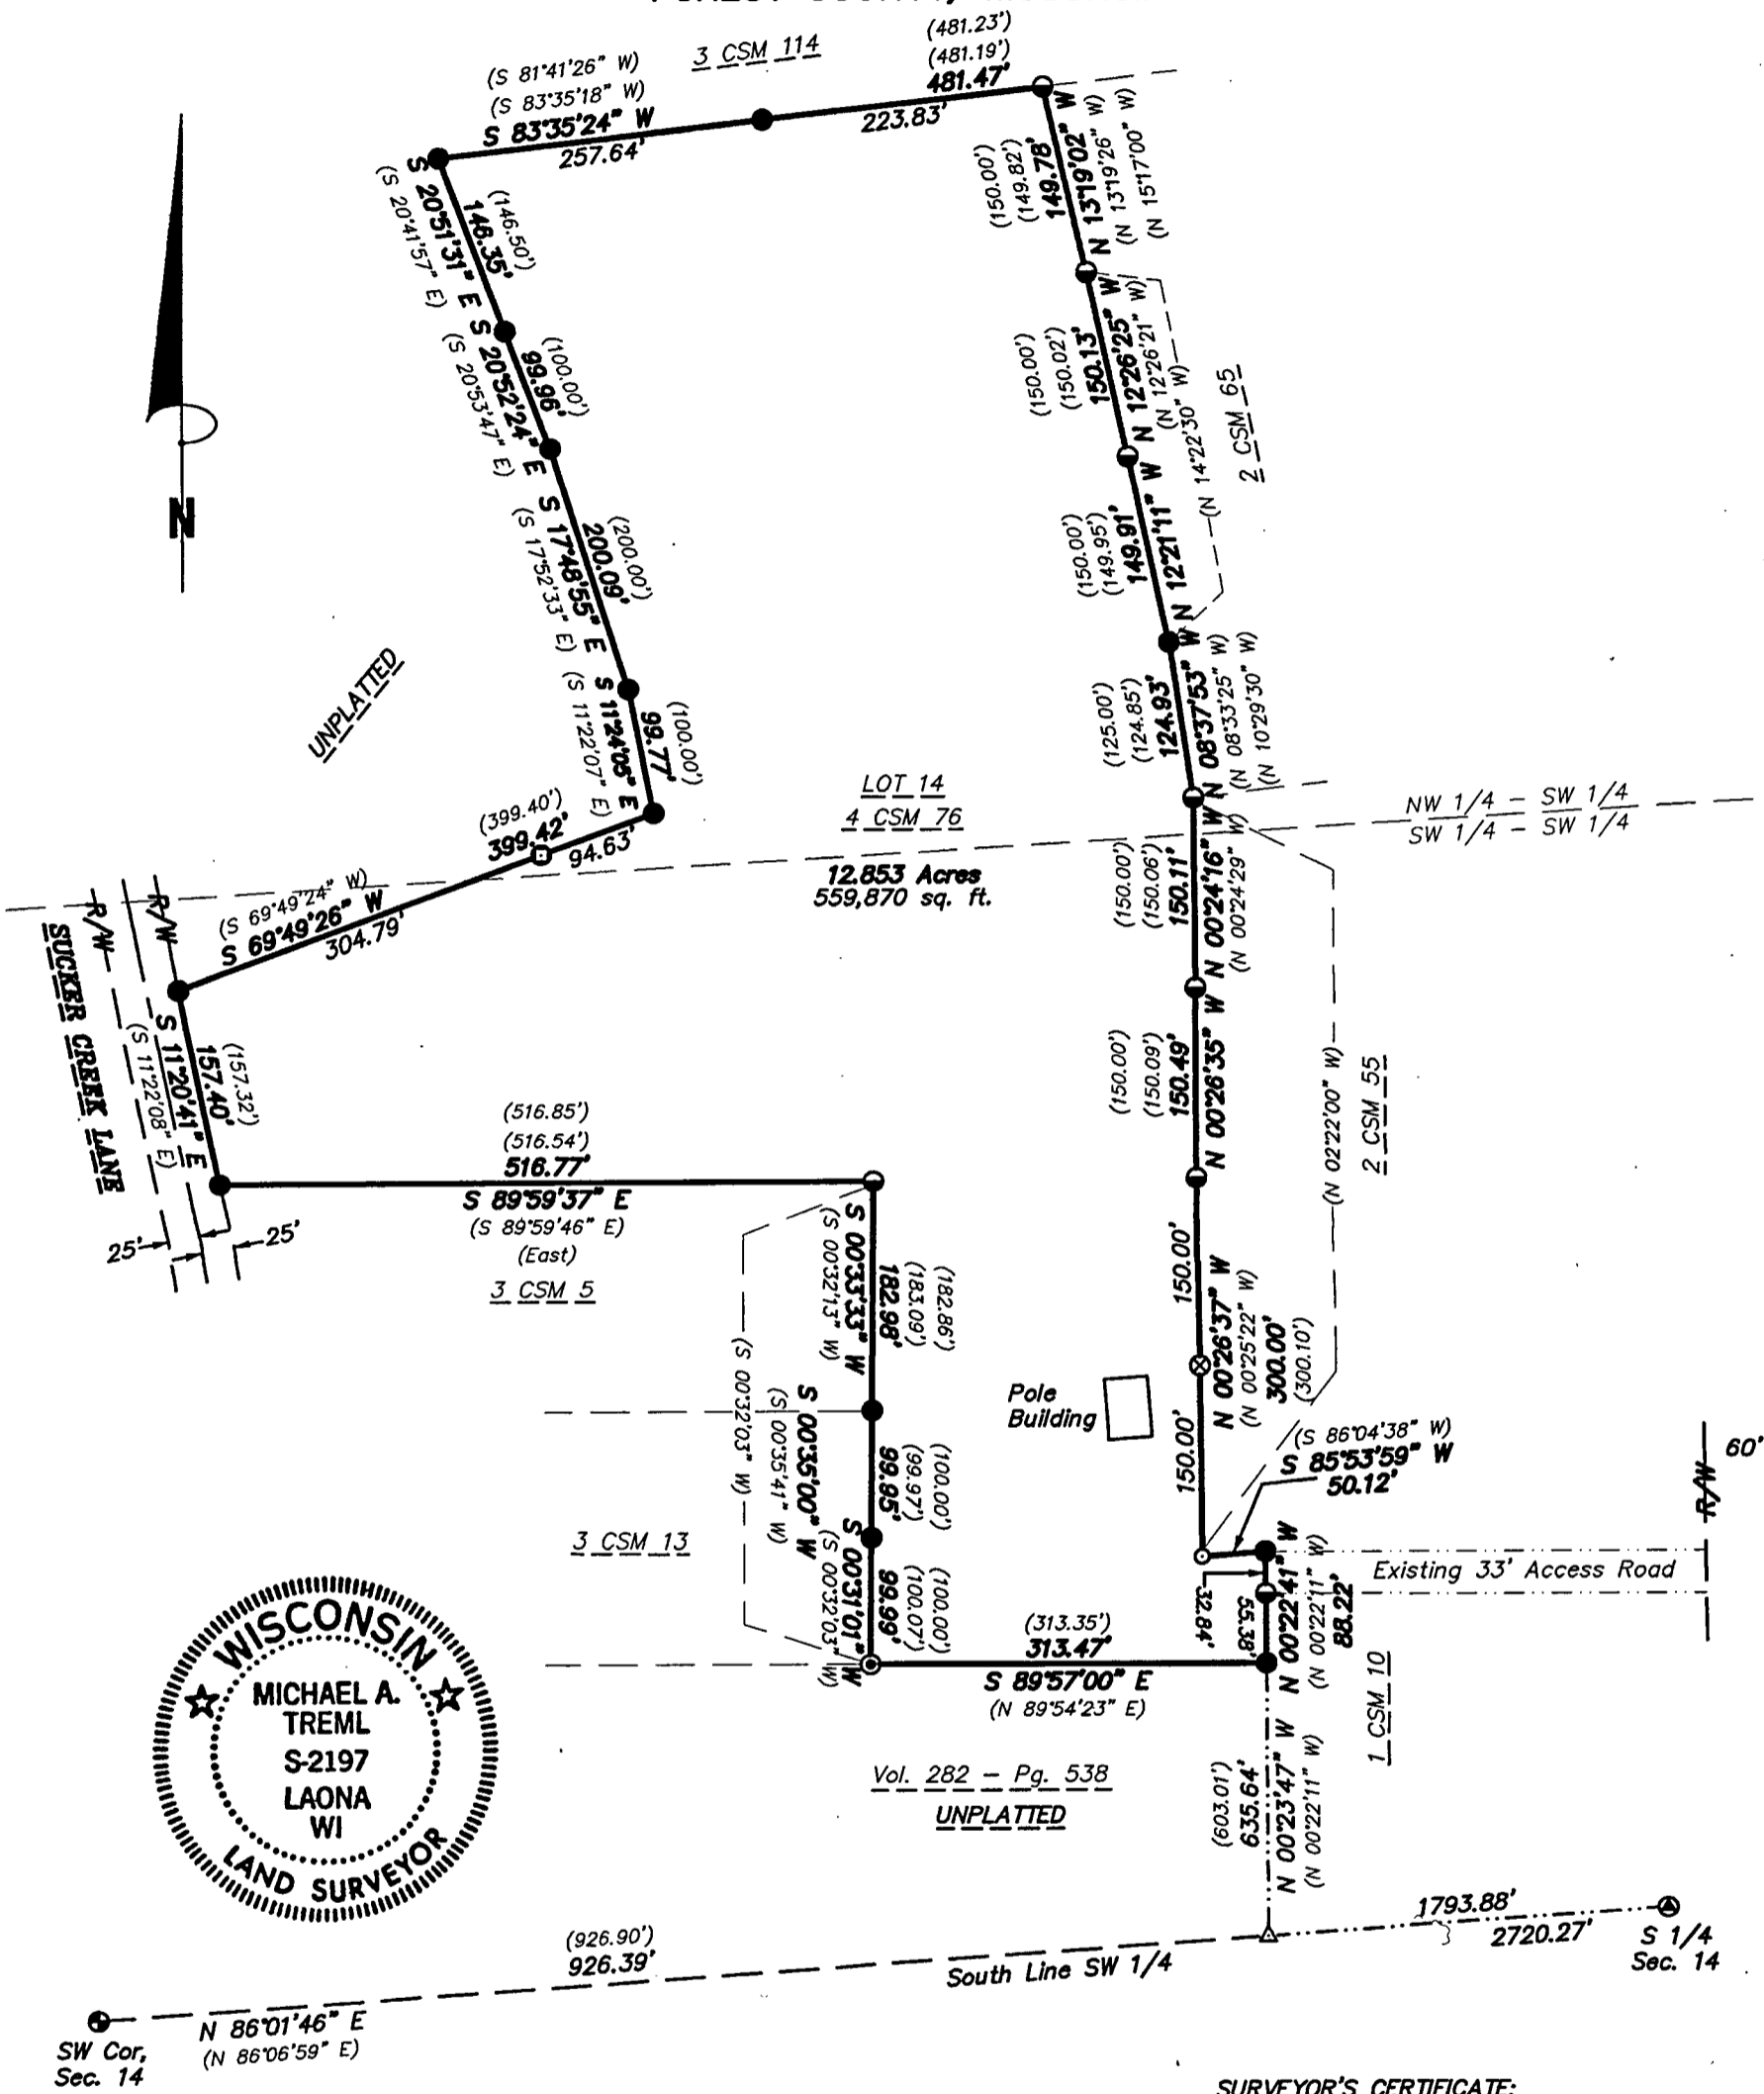 3 CSM 114
(481.23')
(481.19')
481.47'
(S 81°41'26" W)
(S 83°35'18" W)
S 83°35'24" W
257.64'
223.83'
S 20°51'31" E
(S 20°41'57" E)
146.35'
(146.50')
S 20°52'24" E
(S 20°53'47" E)
99.96'
(100.00')
S 17°48'55" E
(S 17°52'33" E)
200.09'
(200.00')
S 11°24'05" E
(S 11°22'07" E)
99.77'
(100.00')
(150.00')
(149.82')
149.78'
N 13°19'02" W
(N 13°19'26" W)
(N 15°17'00" W)
(150.00')
(150.02')
150.13'
N 12°26'25" W
(N 12°26'21" W)
(N 14°22'30" W)
2 CSM 65
(150.00')
(149.95')
149.91'
N 12°21'11" W
(125.00')
(124.85')
124.93'
N 08°37'53" W
(N 08°33'25" W)
(N 10°29'30" W)
N
UNPLATTED
LOT 14
4 CSM 76
12.853 Acres
559,870 sq. ft.
NW 1/4 - SW 1/4
SW 1/4 - SW 1/4
(399.40')
399.42'
94.63'
(S 69°49'24" W)
S 69°49'26" W
304.79'
R/W
R/W
SUCKER CREEK LANE
S 11°20'41" E
(S 11°22'08" E)
157.40'
(157.32')
25'
25'
(150.00')
(150.06')
150.11'
N 00°24'16" W
(N 00°24'29" W)
(150.00')
(150.09')
150.49'
N 00°26'35" W
(N 02°22'00" W)
2 CSM 55
(516.85')
(516.54')
516.77'
S 89°59'37" E
(S 89°59'46" E)
(East)
3 CSM 5
S 00°33'33" W
(S 00°32'13" W)
182.98'
(183.09')
(182.86')
(S 00°32'03" W)
S 00°35'00" W
(S 00°35'41" W)
99.95'
(99.97')
(100.00')
S 00°31'01" W
(S 00°32'03" W)
99.99'
(100.07')
(100.00')
3 CSM 13
150.00'
150.00'
N 00°26'37" W
(N 00°25'22" W)
300.00'
(300.10')
Pole
Building
(S 86°04'38" W)
S 85°53'59" W
50.12'
R/W
60'
Existing 33' Access Road
32.84'
55.38'
N 00°22'41" W
(N 00°22'11" W)
88.22'
1 CSM 10
(313.35')
313.47'
S 89°57'00" E
(N 89°54'23" E)
Vol. 282 - Pg. 538
UNPLATTED
(603.01')
635.64'
N 00°23'47" W
(N 00°22'11" W)
WISCONSIN
MICHAEL A.
TREML
S-2197
LAONA
WI
LAND SURVEYOR
(926.90')
926.39'
South Line SW 1/4
1793.88'
2720.27'
S 1/4
Sec. 14
N 86°01'46" E
(N 86°06'59" E)
SW Cor,
Sec. 14
SURVEYOR'S CERTIFICATE: